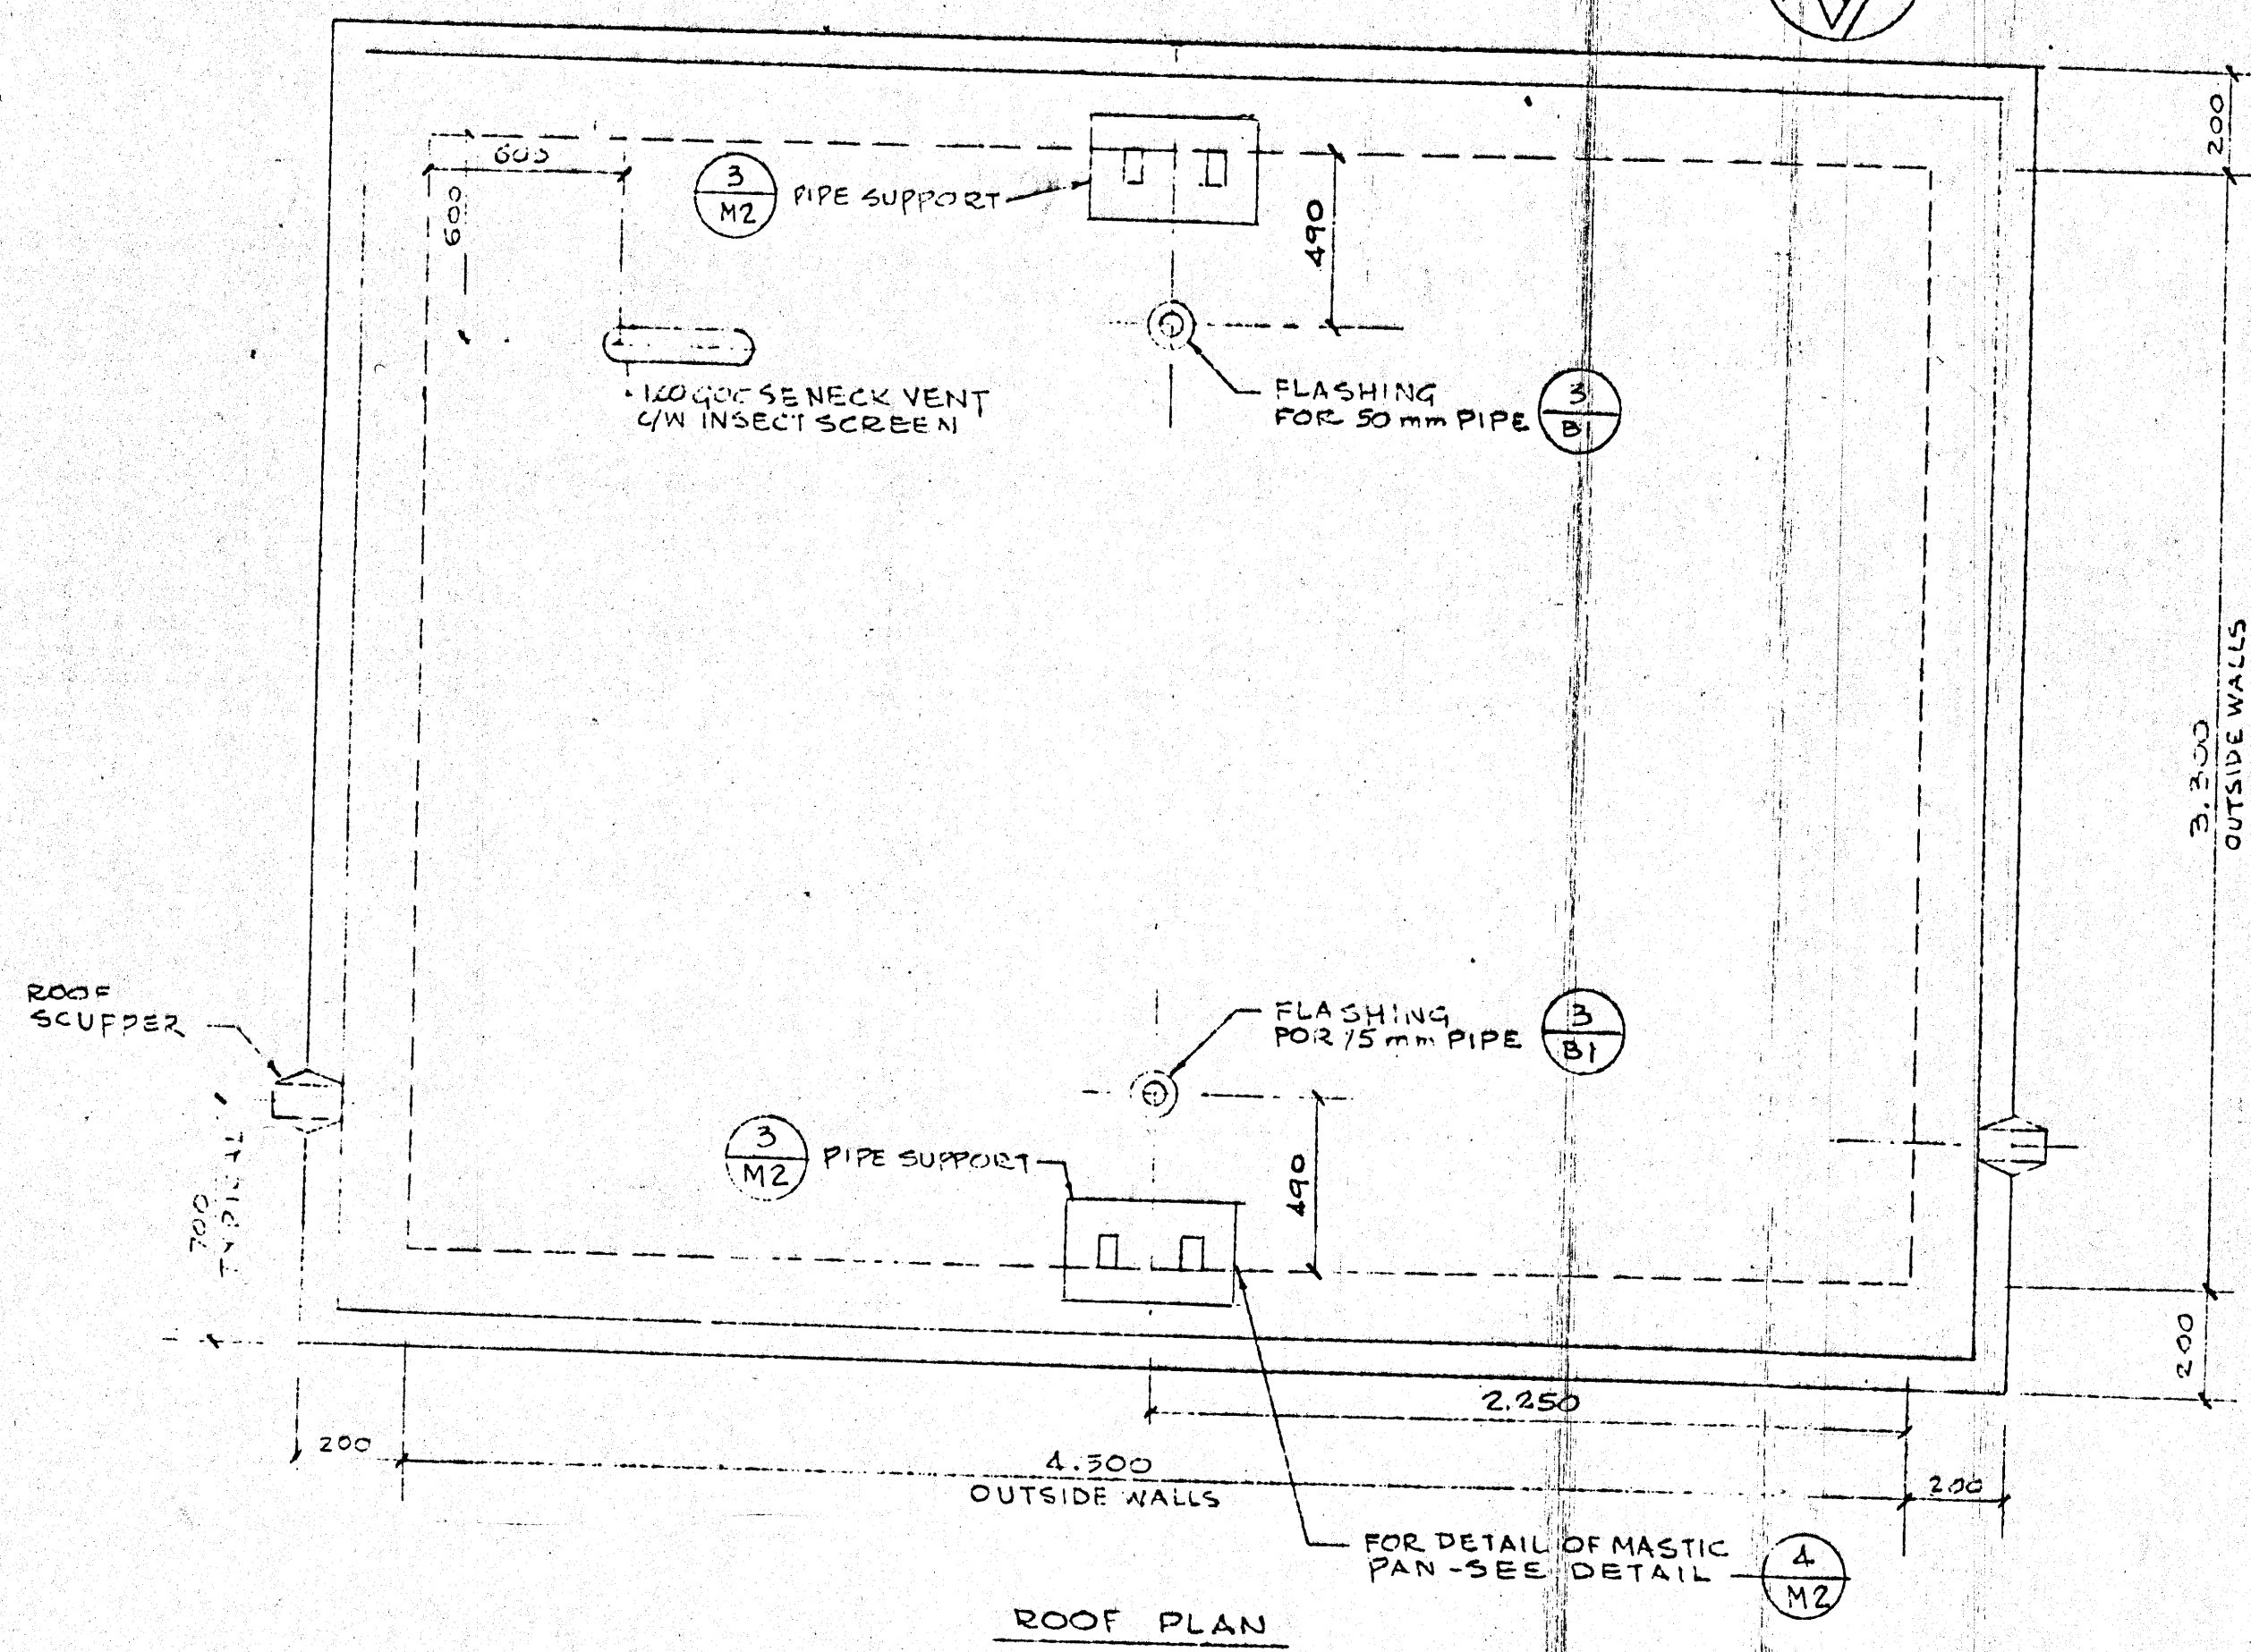 200
600
600
3
M2
PIPE SUPPORT
490
GOOSENECK VENT
C/W INSECT SCREEN
FLASHING
FOR 50 mm PIPE
3
B1
3.300
OUTSIDE WALLS
ROOF
SCUPPER
FLASHING
FOR 75 mm PIPE
3
B1
700
TYPICAL
3
M2
PIPE SUPPORT
490
200
2.250
200
4.300
OUTSIDE WALLS
200
FOR DETAIL OF MASTIC
PAN - SEE DETAIL
4
M2
ROOF PLAN